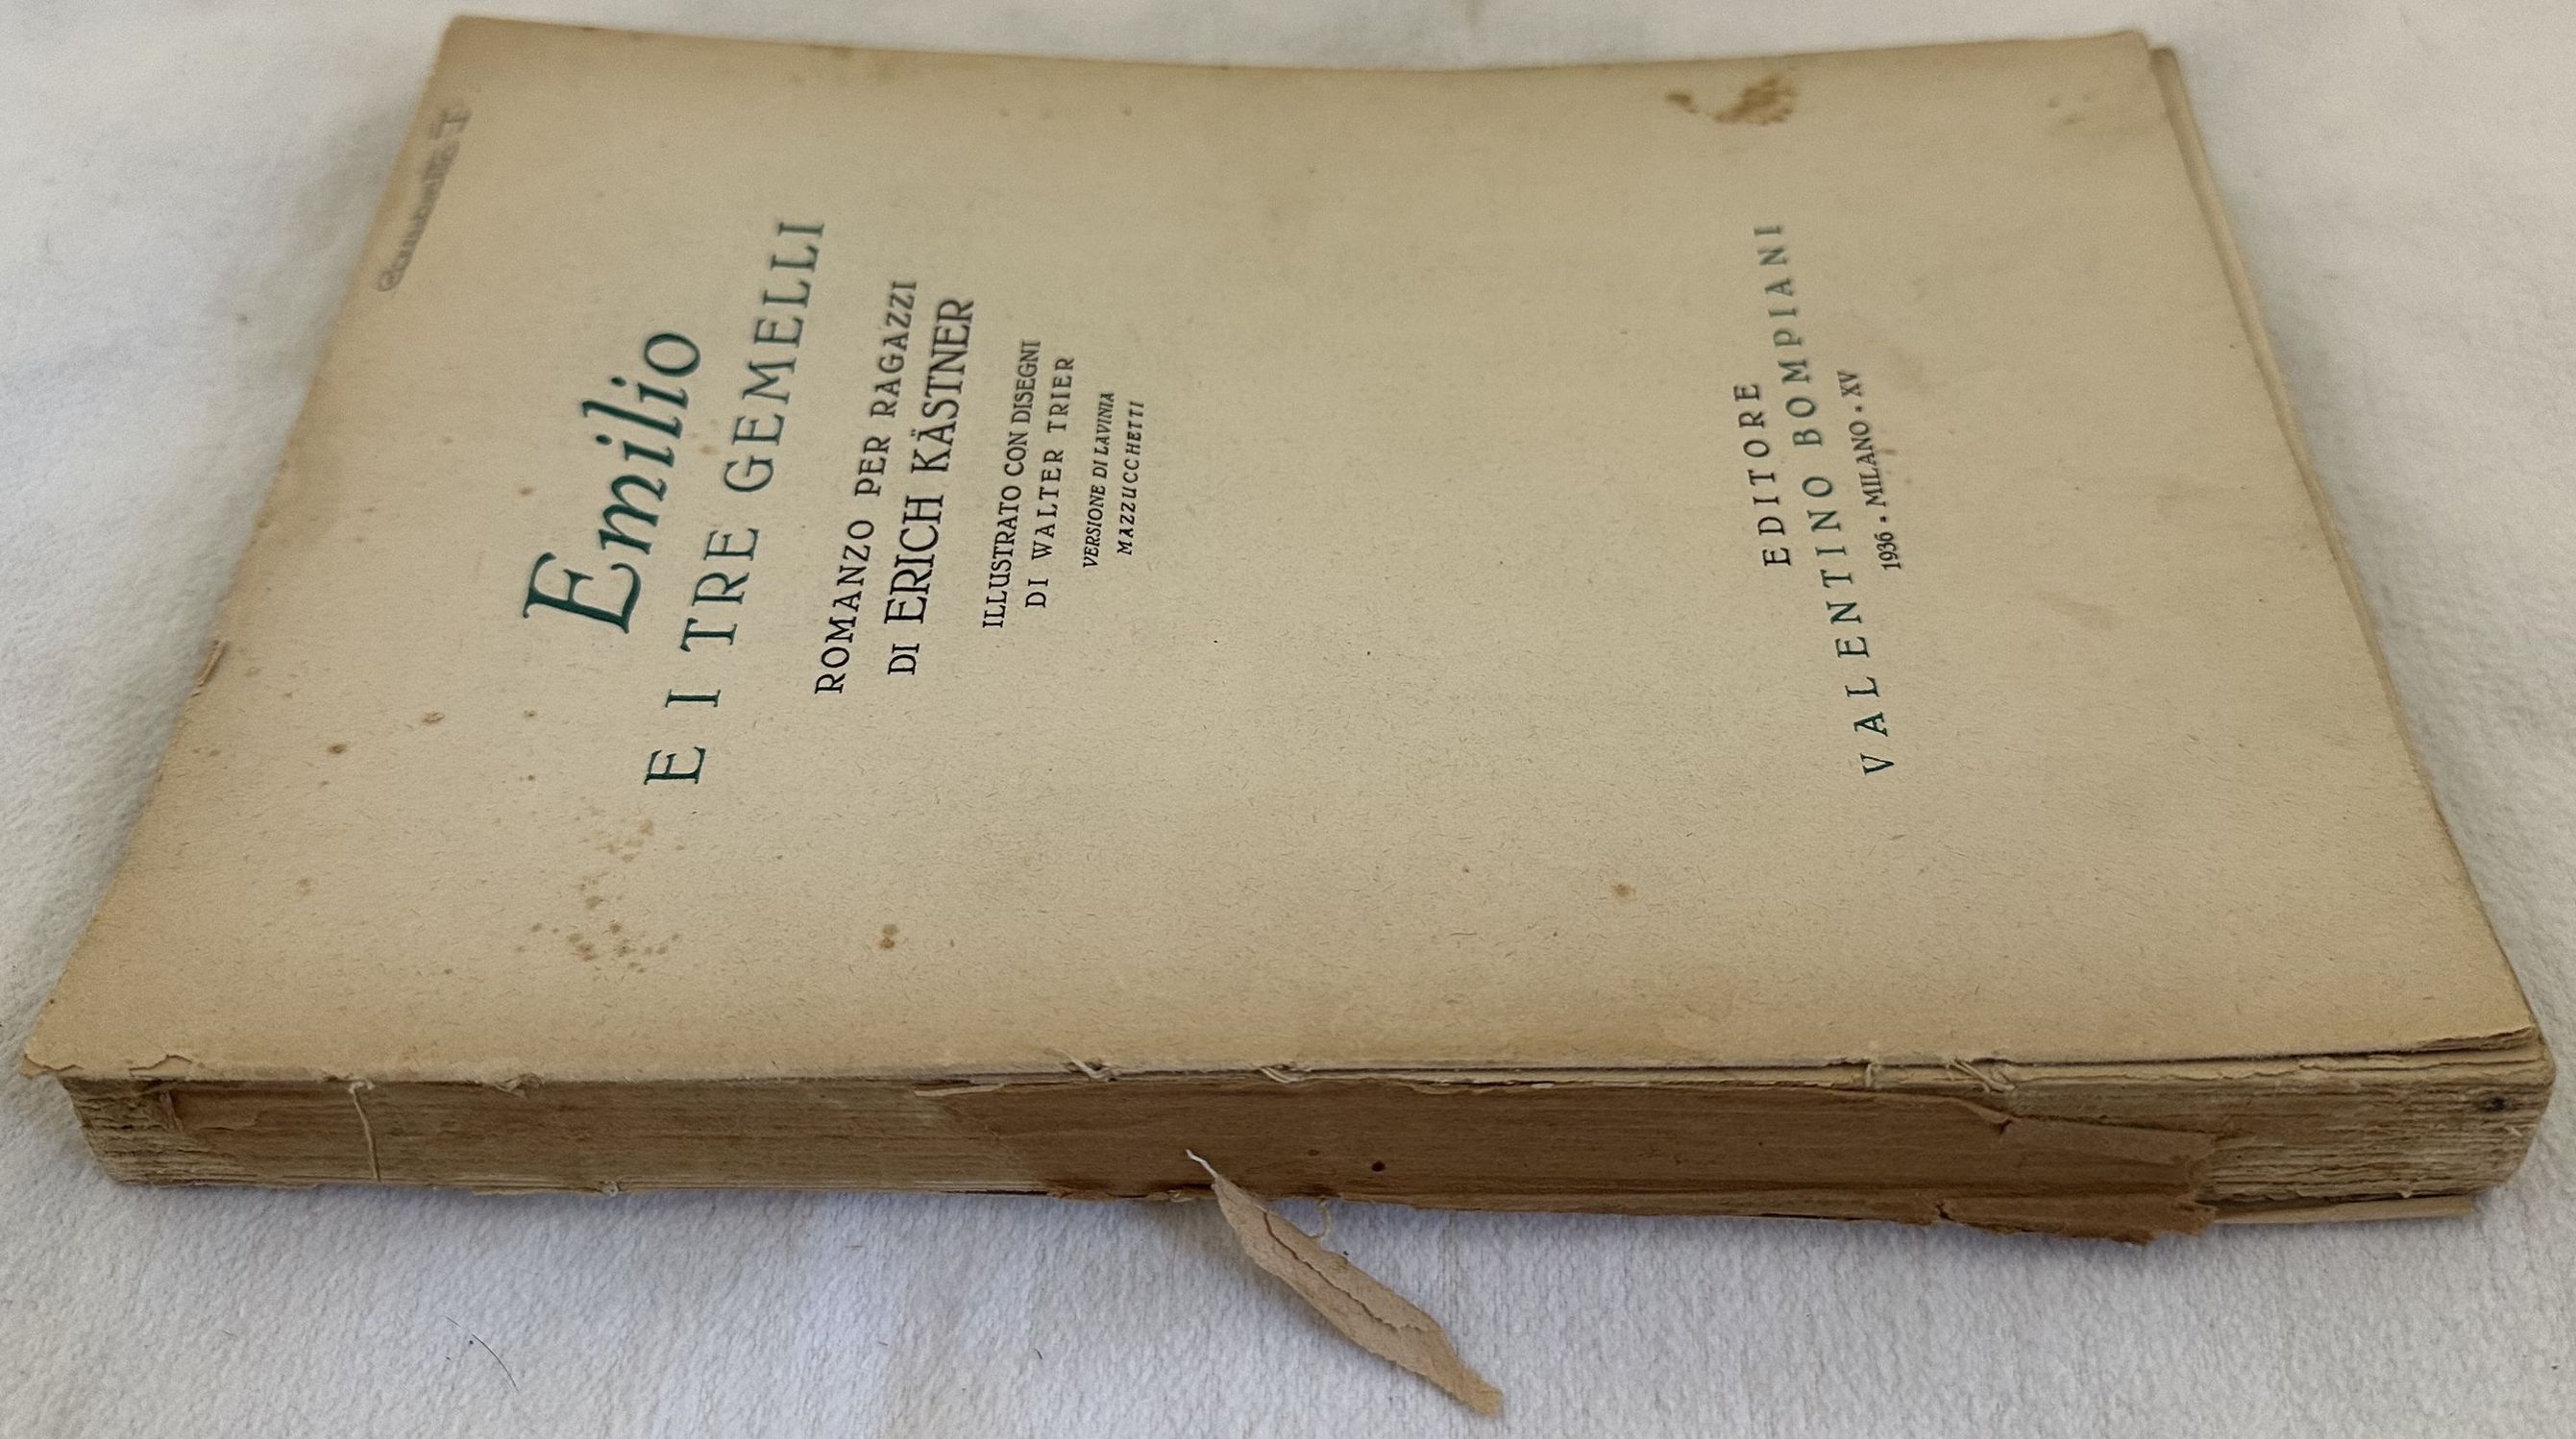 Emilio
E I TRE GEMELLI
ROMANZO PER RAGAZZI
DI ERICH KÄSTNER
ILLUSTRATO CON DISEGNI
DI WALTER TRIER
VERSIONE DI LAVINIA
MAZZUCCHETTI
EDITORE
VALENTINO BOMPIANI
1936 • MILANO • XV